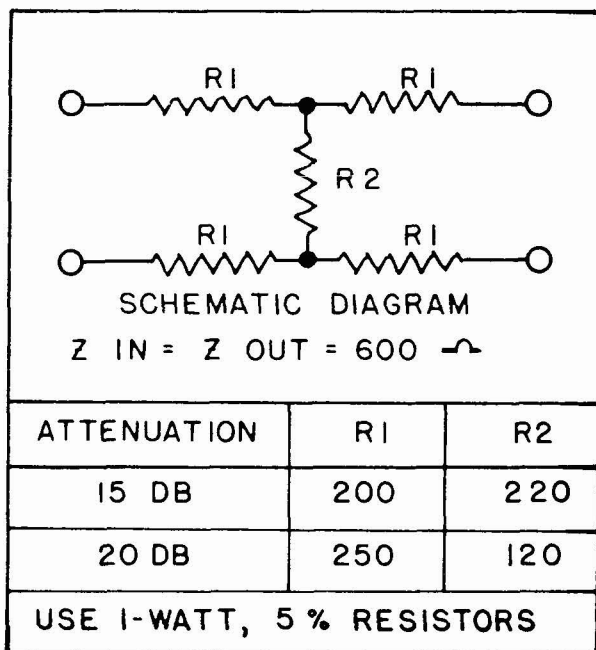 R1 R1
R2
R1 R1
SCHEMATIC DIAGRAM
Z IN = Z OUT = 600 Ω
ATTENUATION R1 R2
15 DB 200 220
20 DB 250 120
USE 1-WATT, 5% RESISTORS